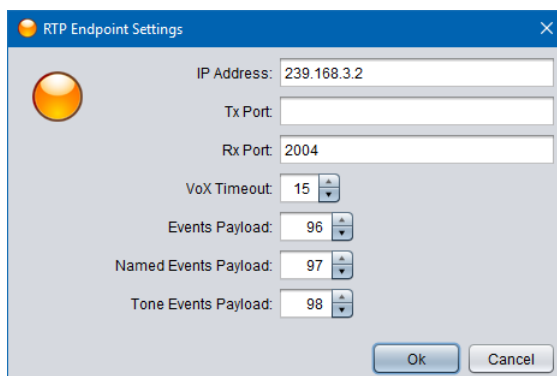 RTP Endpoint Settings
IP Address: 239.168.3.2
Tx Port:
Rx Port: 2004
VoX Timeout: 15
Events Payload: 96
Named Events Payload: 97
Tone Events Payload: 98
Ok Cancel